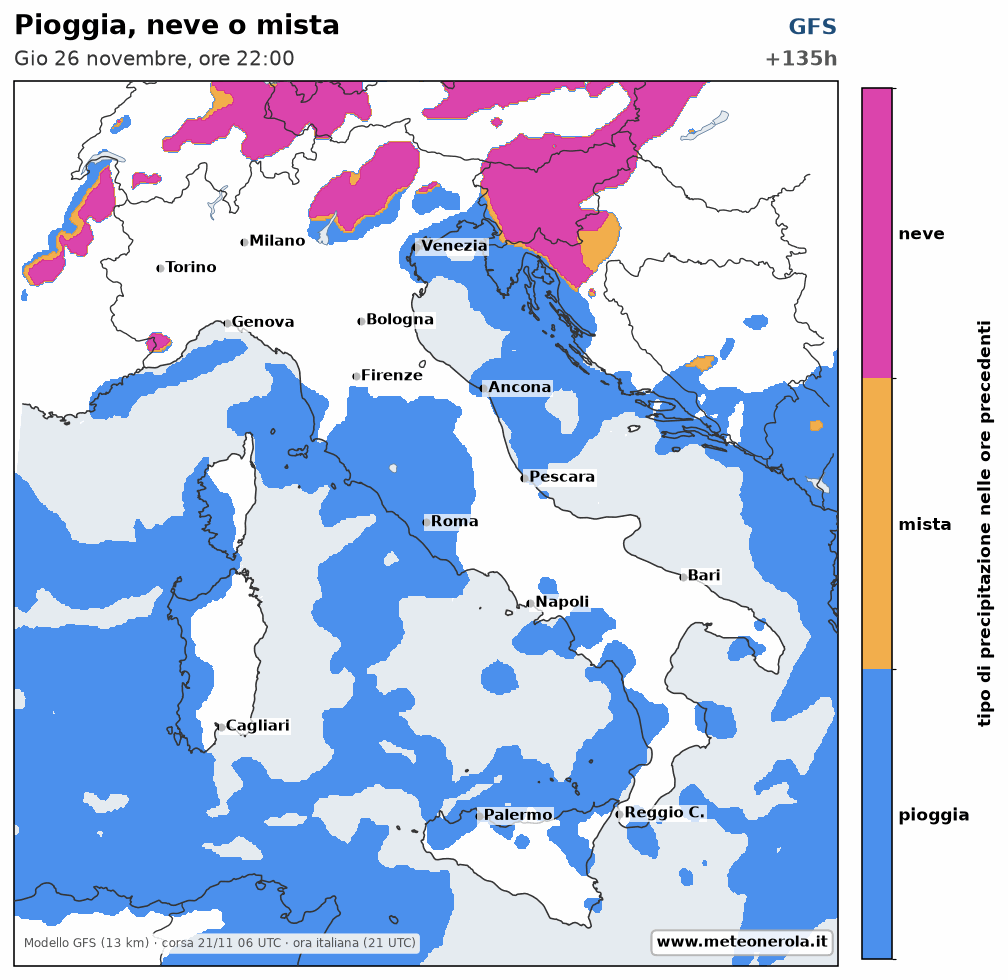 Pioggia, neve o mista
GFS
Gio 26 novembre, ore 22:00
+135h
Milano
Venezia
Torino
Genova
Bologna
Firenze
Ancona
Pescara
Roma
Bari
Napoli
Cagliari
Palermo
Reggio C.
neve
mista
pioggia
tipo di precipitazione nelle ore precedenti
Modello GFS (13 km) · corsa 21/11 06 UTC · ora italiana (21 UTC)
www.meteonerola.it